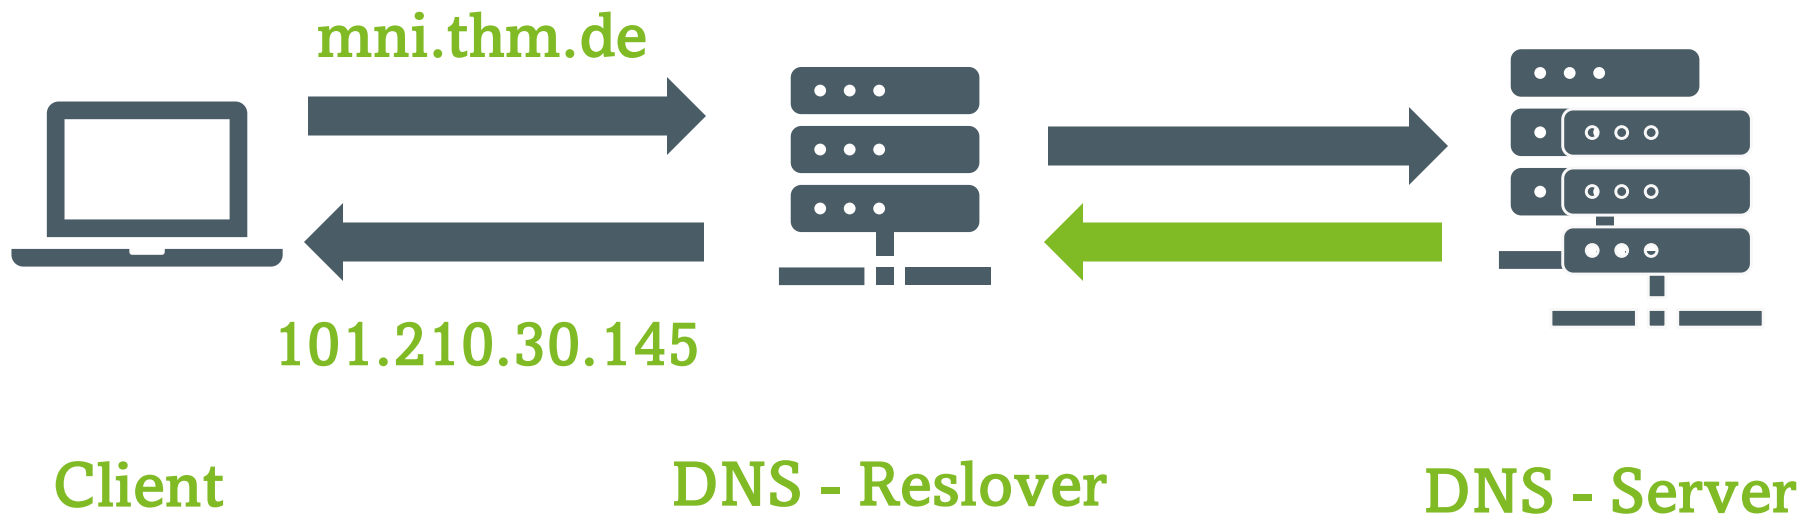 mni.thm.de
101.210.30.145
Client
DNS - Reslover
DNS - Server